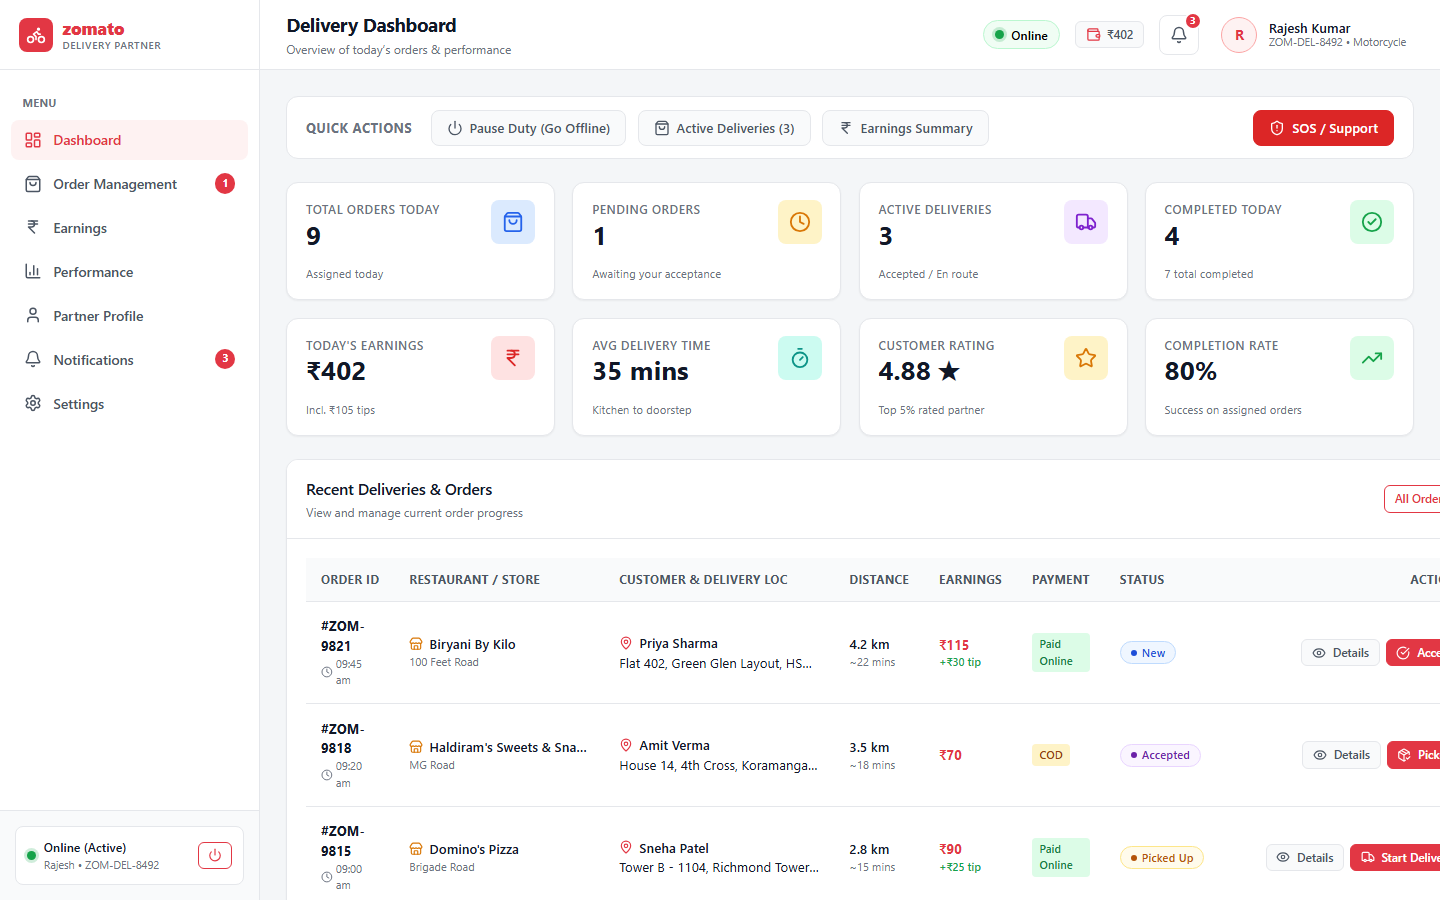 zomato
DELIVERY PARTNER
MENU
Dashboard
Order Management 1
Earnings
Performance
Partner Profile
Notifications 3
Settings
Online (Active)
Rajesh • ZOM-DEL-8492
Delivery Dashboard
Overview of today's orders & performance
Online
₹402
3
R
Rajesh Kumar
ZOM-DEL-8492 • Motorcycle
QUICK ACTIONS
Pause Duty (Go Offline)
Active Deliveries (3)
₹ Earnings Summary
SOS / Support
TOTAL ORDERS TODAY
9
Assigned today
PENDING ORDERS
1
Awaiting your acceptance
ACTIVE DELIVERIES
3
Accepted / En route
COMPLETED TODAY
4
7 total completed
TODAY'S EARNINGS
₹402
Incl. ₹105 tips
₹
AVG DELIVERY TIME
35 mins
Kitchen to doorstep
CUSTOMER RATING
4.88 ★
Top 5% rated partner
COMPLETION RATE
80%
Success on assigned orders
Recent Deliveries & Orders
View and manage current order progress
All Order
ORDER ID RESTAURANT / STORE CUSTOMER & DELIVERY LOC DISTANCE EARNINGS PAYMENT STATUS ACTIO
#ZOM-
9821
09:45
am
Biryani By Kilo
100 Feet Road
Priya Sharma
Flat 402, Green Glen Layout, HS...
4.2 km
~22 mins
₹115
+₹30 tip
Paid
Online
New
Details
Acce
#ZOM-
9818
09:20
am
Haldiram's Sweets & Sna...
MG Road
Amit Verma
House 14, 4th Cross, Koramanga...
3.5 km
~18 mins
₹70
COD
Accepted
Details
Pick
#ZOM-
9815
09:00
am
Domino's Pizza
Brigade Road
Sneha Patel
Tower B - 1104, Richmond Tower...
2.8 km
~15 mins
₹90
+₹25 tip
Paid
Online
Picked Up
Details
Start Delive